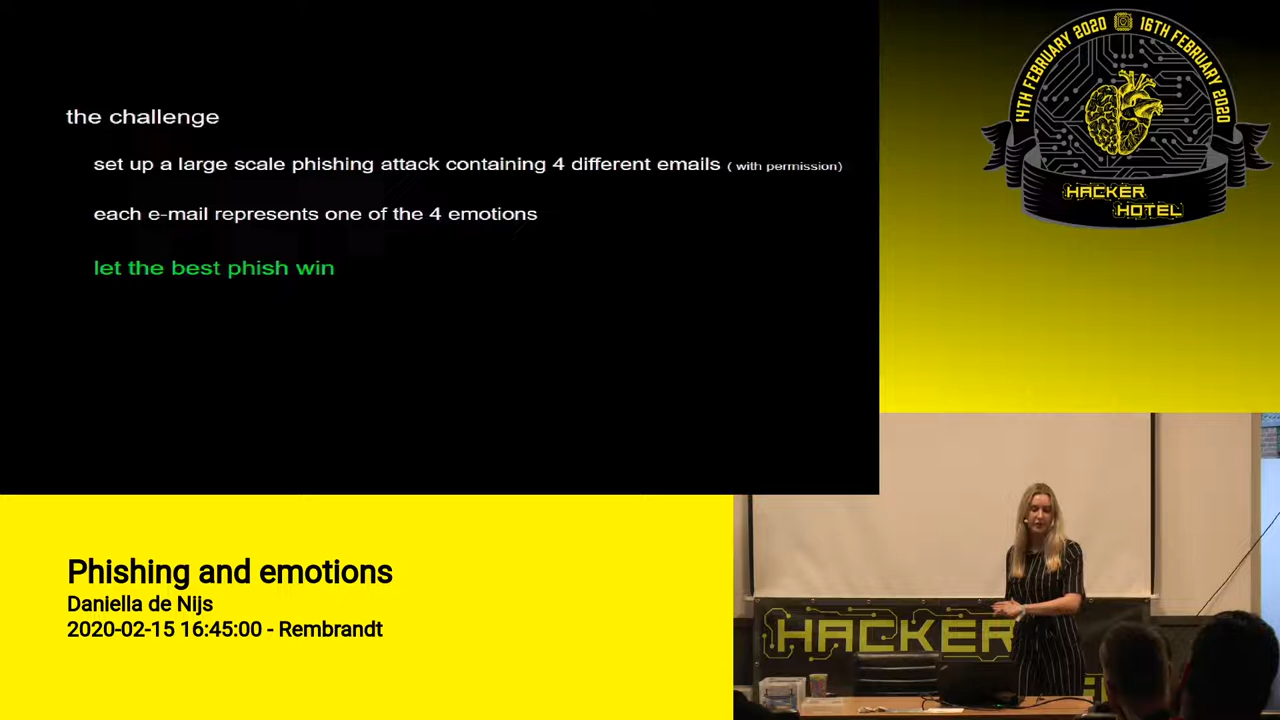 the challenge
set up a large scale phishing attack containing 4 different emails ( with permission)
each e-mail represents one of the 4 emotions
let the best phish win
14TH FEBRUARY 2020 16TH FEBRUARY 2020
HACKER
HOTEL
Phishing and emotions
Daniella de Nijs
2020-02-15 16:45:00 - Rembrandt
HACKER